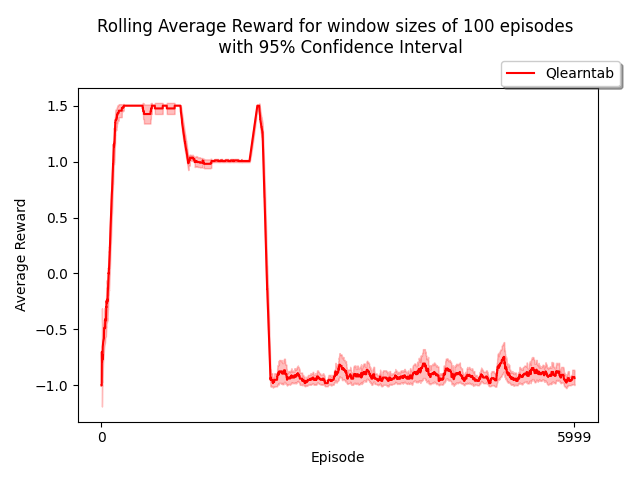 Rolling Average Reward for window sizes of 100 episodes
with 95% Confidence Interval
Qlearntab
1.5
1.0
0.5
0.0
−0.5
−1.0
Average Reward
0
5999
Episode